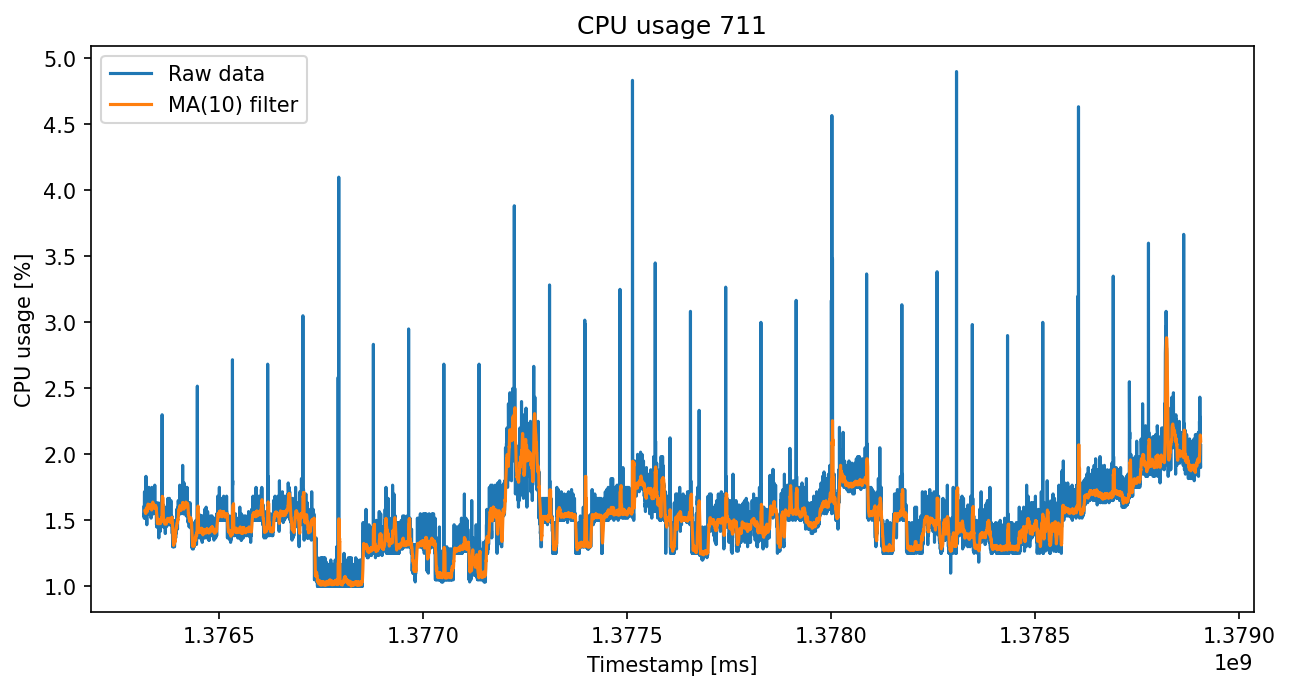 CPU usage 711
Raw data
MA(10) filter
CPU usage [%]
5.0
4.5
4.0
3.5
3.0
2.5
2.0
1.5
1.0
1.3765 1.3770 1.3775 1.3780 1.3785 1.3790
1e9
Timestamp [ms]